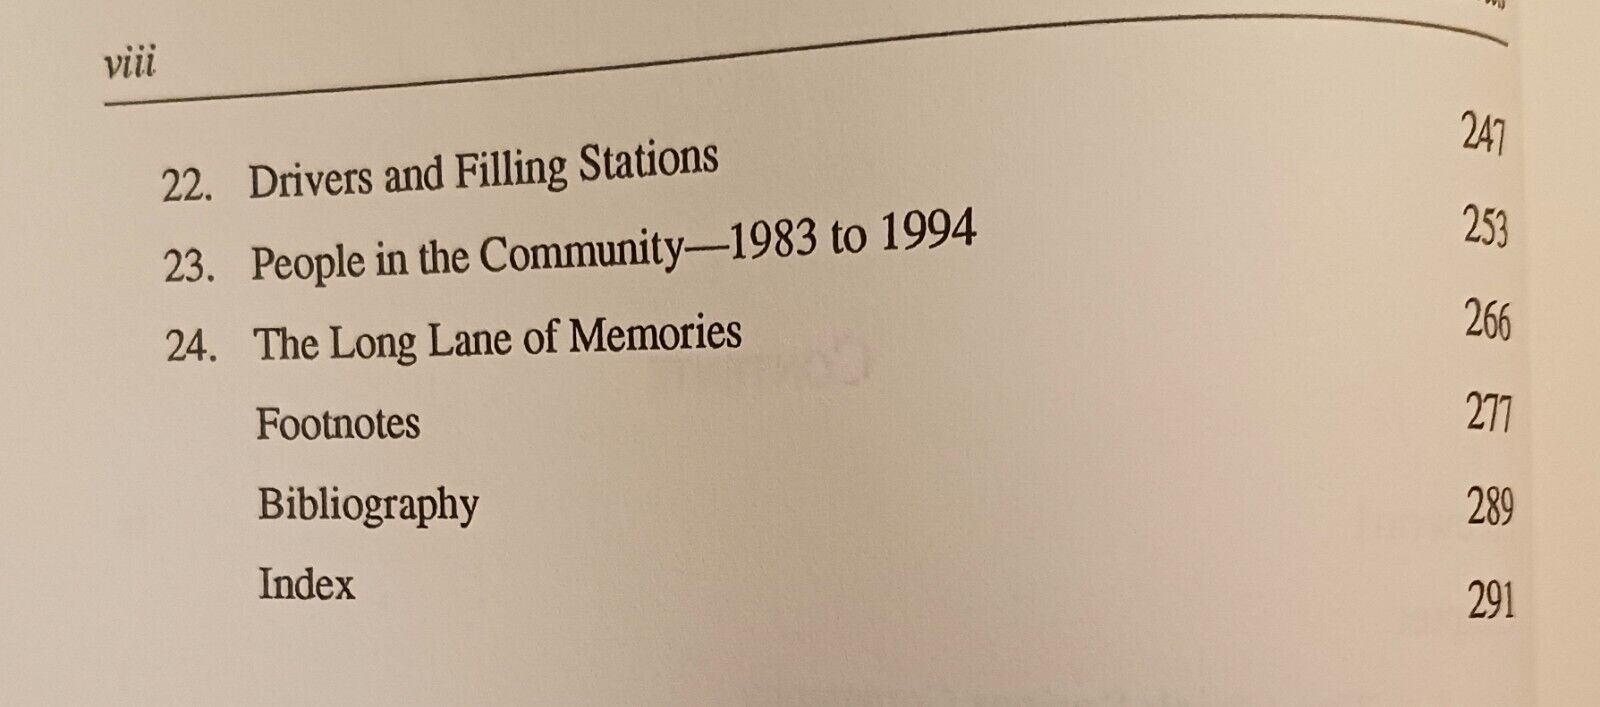 viii
22. Drivers and Filling Stations 247
23. People in the Community—1983 to 1994 253
24. The Long Lane of Memories 266
Footnotes 277
Bibliography 289
Index 291